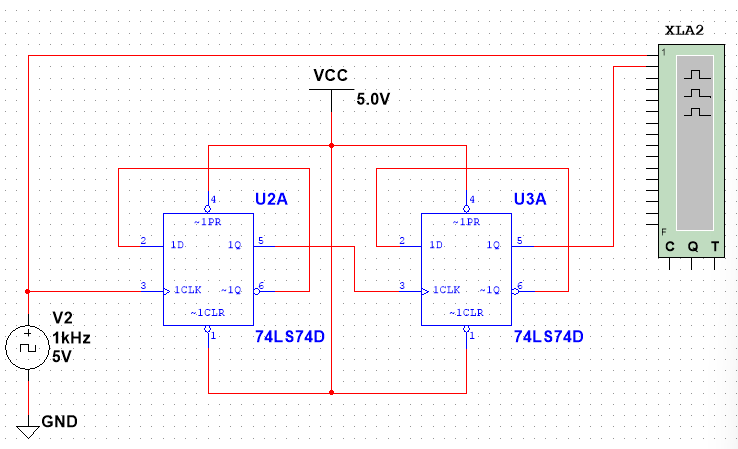 XLA2
1
F
C Q T
VCC
5.0V
U2A
4
~1PR
2
1D
1Q
5
3
1CLK
~1Q
6
~1CLR
1
74LS74D
U3A
4
~1PR
2
1D
1Q
5
3
1CLK
~1Q
6
~1CLR
1
74LS74D
V2
1kHz
5V
GND